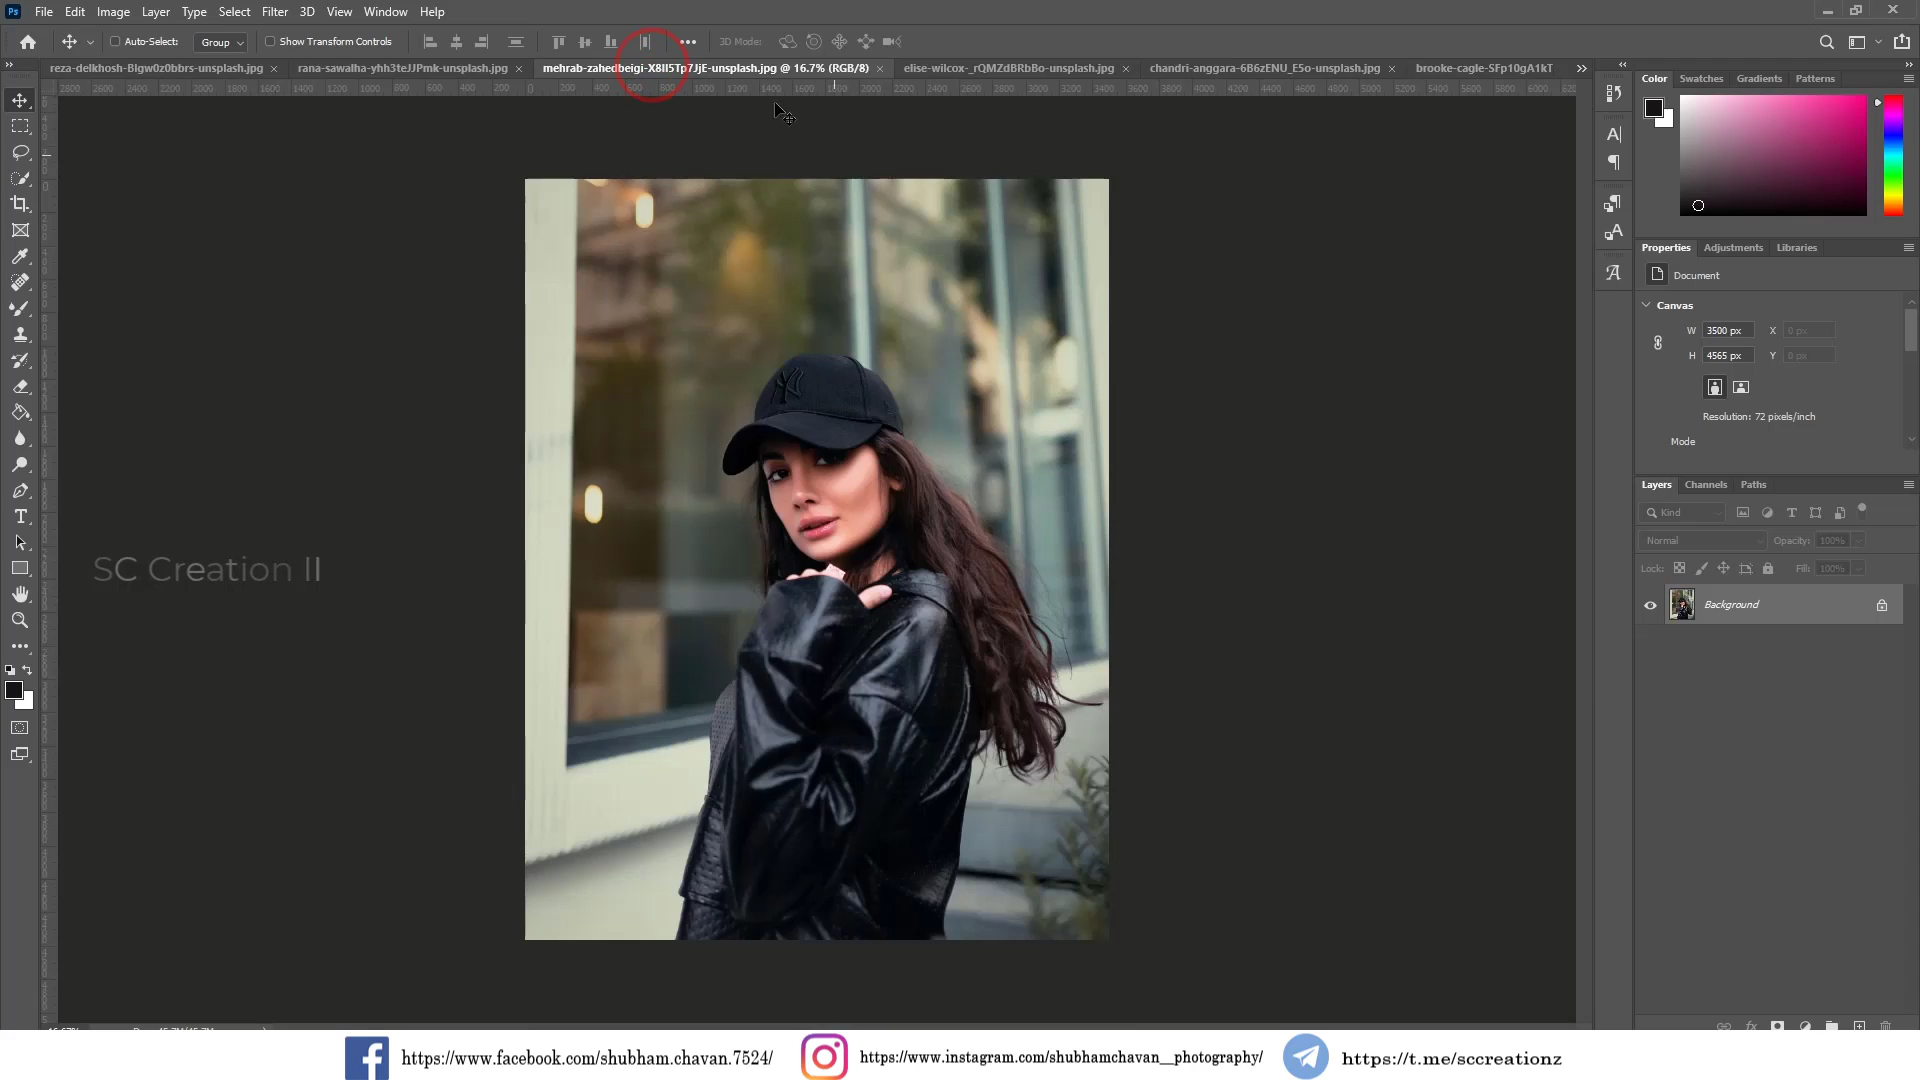 Ps File Edit Image Layer Type Select Filter 3D View Window Help
Auto-Select: Group Show Transform Controls 3D Mode:
reza-delkhosh-Blgw0z0bbrs-unsplash.jpg rana-sawalha-yhh3teJJPmk-unsplash.jpg mehrab-zahedbeigi-X8II5Tp7JjE-unsplash.jpg @ 16.7% (RGB/8) elise-wilcox-_rQMZdBRbBo-unsplash.jpg chandri-anggara-6B6zENU_E5o-unsplash.jpg brooke-cagle-SFp10gA1kT
Color Swatches Gradients Patterns
Properties Adjustments Libraries
Document
Canvas
W 3500 px X 0 px
H 4565 px Y 0 px
Resolution: 72 pixels/inch
Mode
Layers Channels Paths
Kind
Normal Opacity: 100%
Lock: Fill: 100%
Background
NY
SC Creation II
https://www.facebook.com/shubham.chavan.7524/ https://www.instagram.com/shubhamchavan__photography/ https://t.me/sccreationz